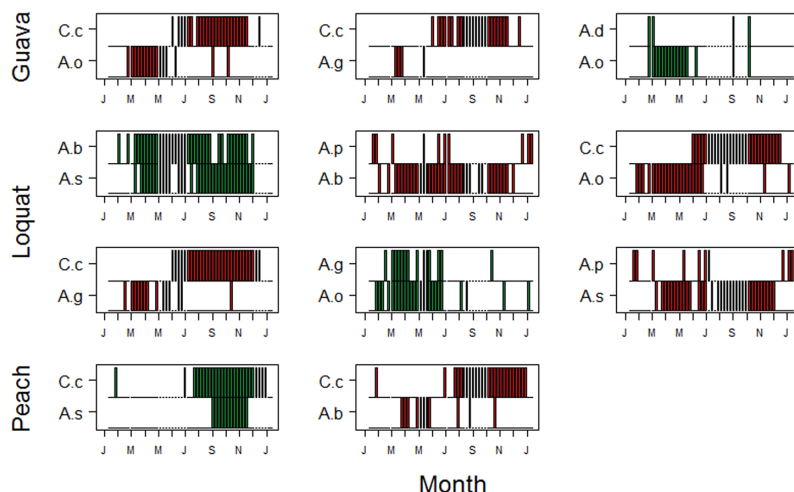 Guava
C.c
A.o
J M M J S N J
C.c
A.g
J M M J S N J
A.d
A.o
J M M J S N J
Loquat
A.b
A.s
J M M J S N J
A.p
A.b
J M M J S N J
C.c
A.o
J M M J S N J
C.c
A.g
J M M J S N J
A.g
A.o
J M M J S N J
A.p
A.s
J M M J S N J
Peach
C.c
A.s
J M M J S N J
C.c
A.b
J M M J S N J
Month